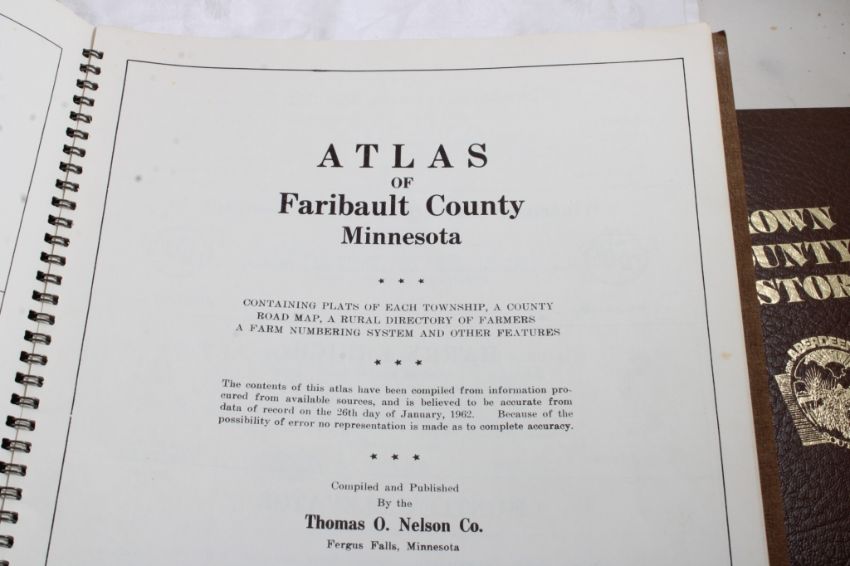 ATLAS
OF
Faribault County
Minnesota
* * *
CONTAINING PLATS OF EACH TOWNSHIP, A COUNTY
ROAD MAP, A RURAL DIRECTORY OF FARMERS
A FARM NUMBERING SYSTEM AND OTHER FEATURES
* * *
The contents of this atlas have been compiled from information pro-
cured from available sources, and is believed to be accurate from
data of record on the 26th day of January, 1962. Because of the
possibility of error no representation is made as to complete accuracy.
* * *
Compiled and Published
By the
Thomas O. Nelson Co.
Fergus Falls, Minnesota
OWN
UNTY
STOR
ABERDEEN